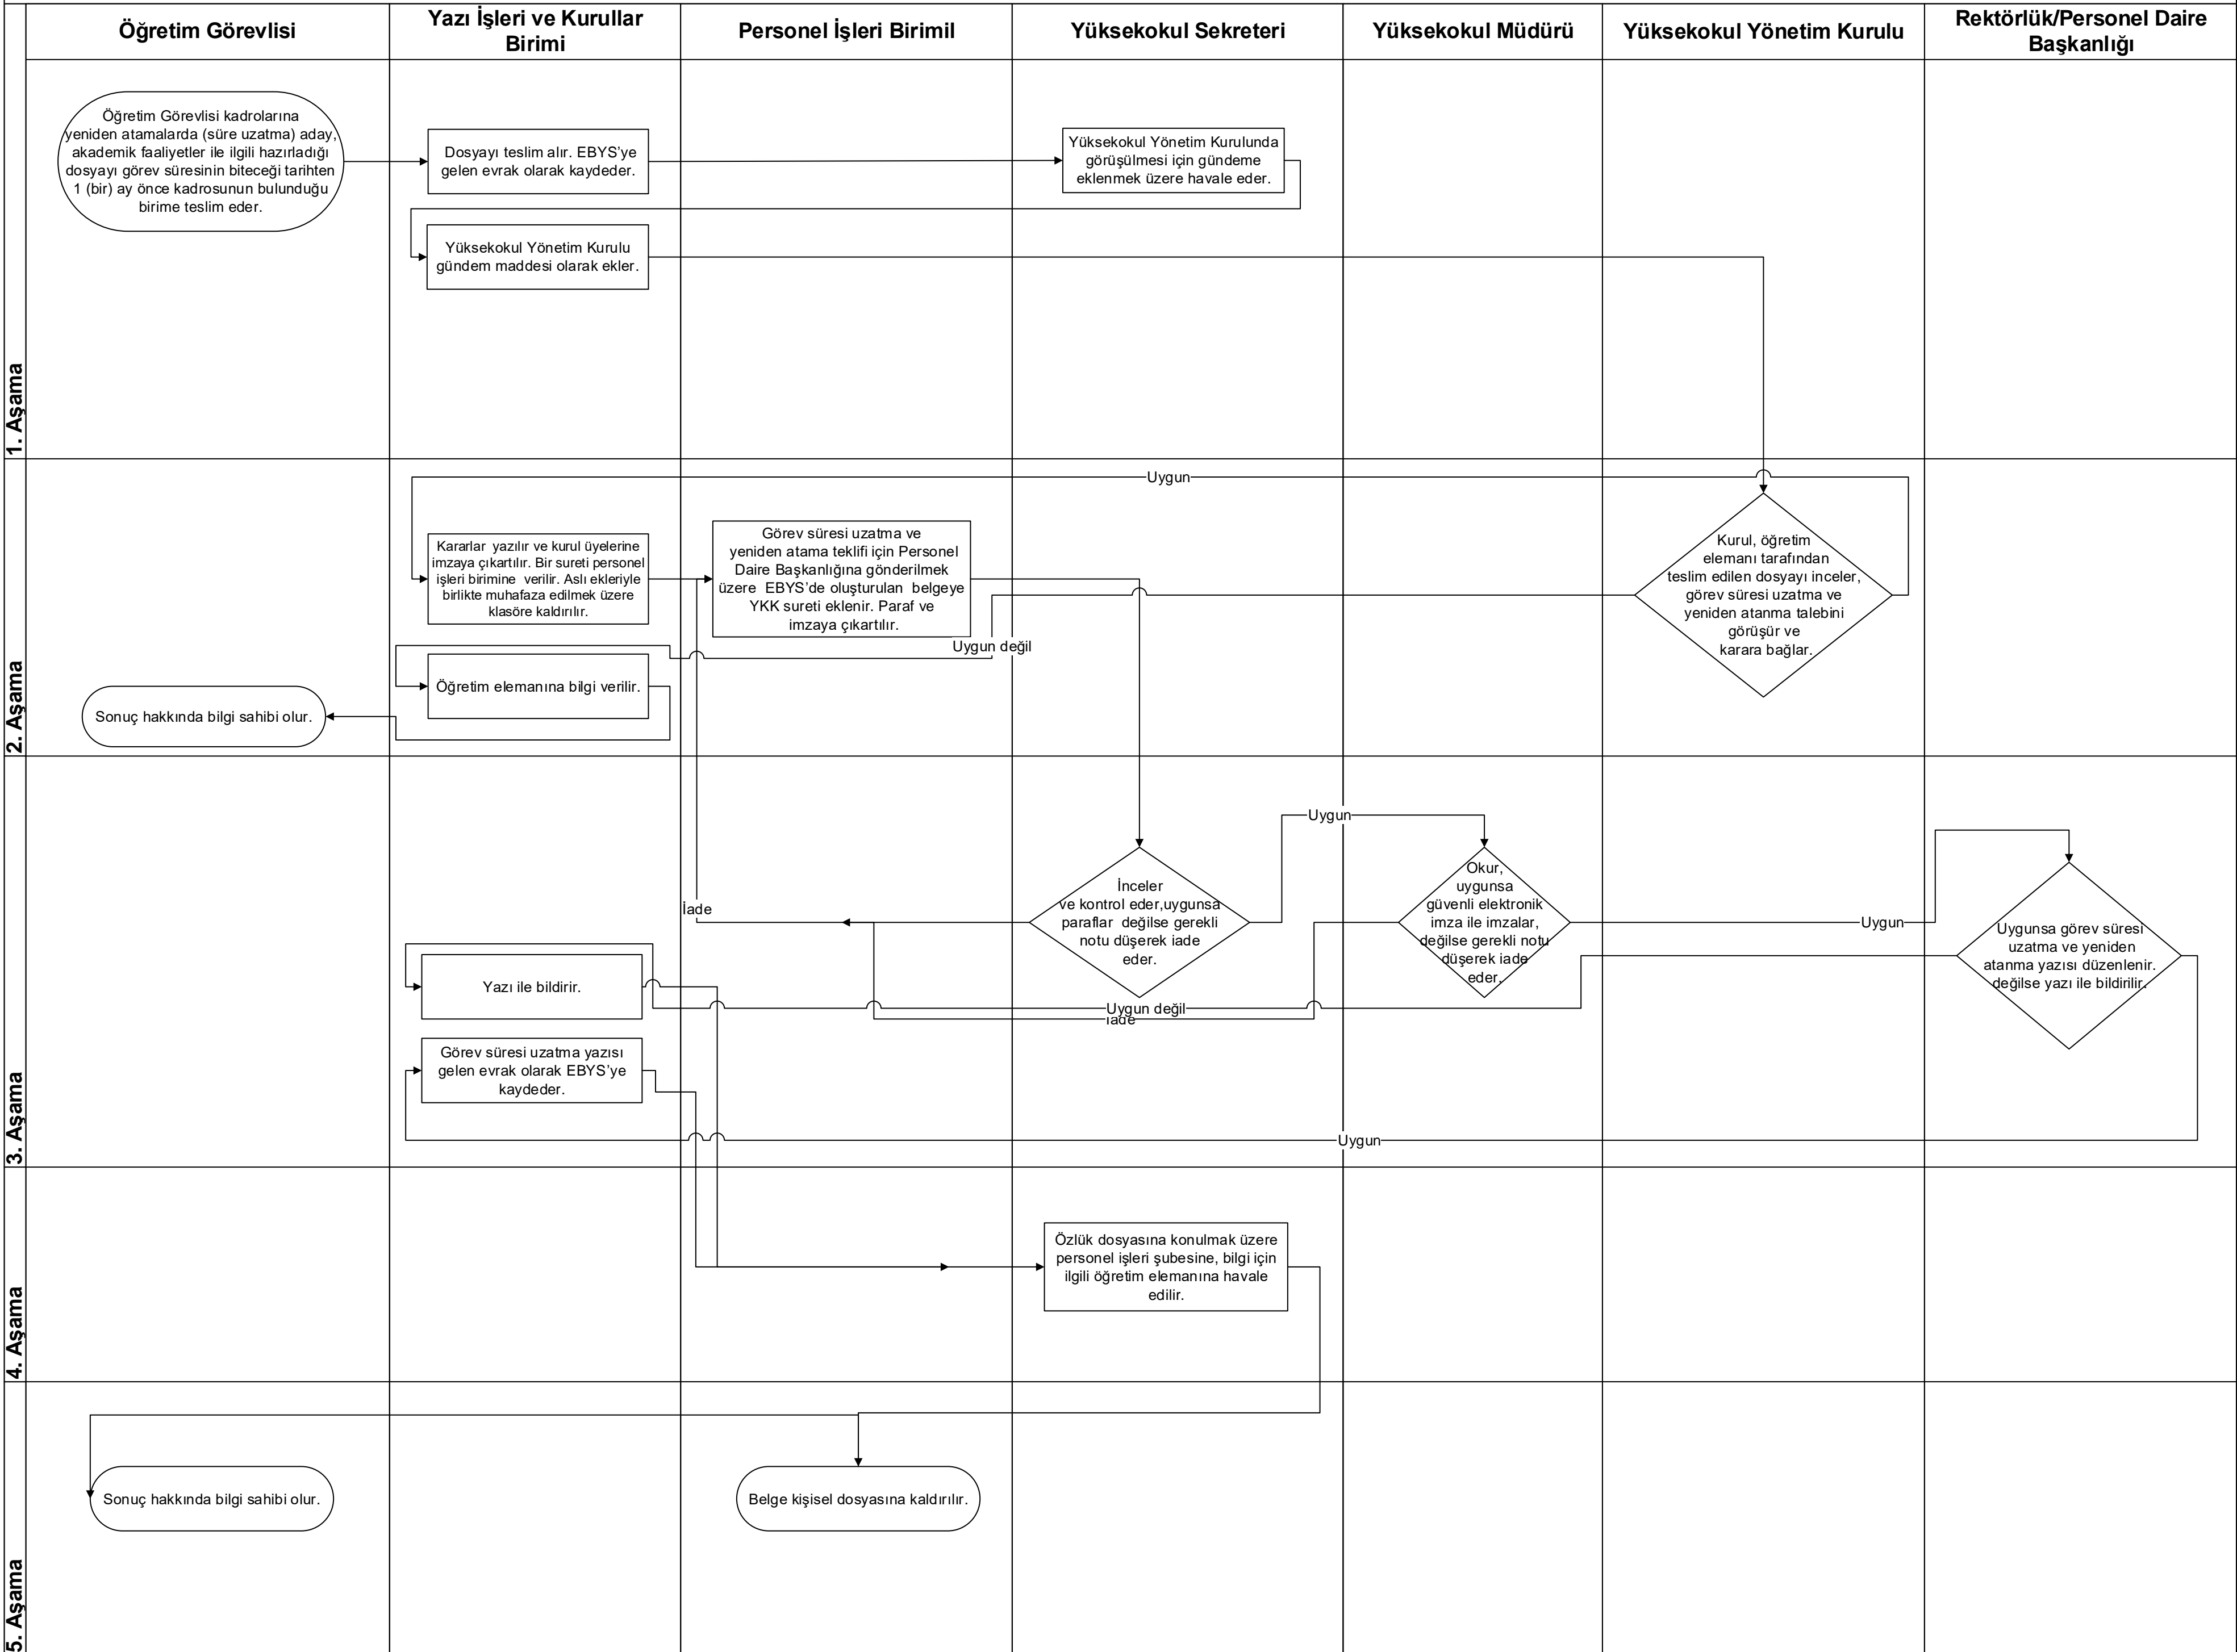 Öğretim Görevlisi
Yazı İşleri ve Kurullar
Birimi
Personel İşleri Birimil
Yüksekokul Sekreteri
Yüksekokul Müdürü
Yüksekokul Yönetim Kurulu
Rektörlük/Personel Daire
Başkanlığı
1. Aşama
Öğretim Görevlisi kadrolarına
yeniden atamalarda (süre uzatma) aday,
akademik faaliyetler ile ilgili hazırladığı
dosyayı görev süresinin biteceği tarihten
1 (bir) ay önce kadrosunun bulunduğu
birime teslim eder.
Dosyayı teslim alır. EBYS’ye
gelen evrak olarak kaydeder.
Yüksekokul Yönetim Kurulunda
görüşülmesi için gündeme
eklenmek üzere havale eder.
Yüksekokul Yönetim Kurulu
gündem maddesi olarak ekler.
2. Aşama
Uygun
Kararlar yazılır ve kurul üyelerine
imzaya çıkartılır. Bir sureti personel
işleri birimine verilir. Aslı ekleriyle
birlikte muhafaza edilmek üzere
klasöre kaldırılır.
Görev süresi uzatma ve
yeniden atama teklifi için Personel
Daire Başkanlığına gönderilmek
üzere EBYS’de oluşturulan belgeye
YKK sureti eklenir. Paraf ve
imzaya çıkartılır.
Kurul, öğretim
elemanı tarafından
teslim edilen dosyayı inceler,
görev süresi uzatma ve
yeniden atanma talebini
görüşür ve
karara bağlar.
Uygun değil
Öğretim elemanına bilgi verilir.
Sonuç hakkında bilgi sahibi olur.
3. Aşama
Uygun
İade
İnceler
ve kontrol eder,uygunsa
paraflar değilse gerekli
notu düşerek iade
eder.
Okur,
uygunsa
güvenli elektronik
imza ile imzalar,
değilse gerekli notu
düşerek iade
eder.
Uygun
Uygunsa görev süresi
uzatma ve yeniden
atanma yazısı düzenlenir.
değilse yazı ile bildirilir.
Yazı ile bildirir.
Uygun değil
İade
Görev süresi uzatma yazısı
gelen evrak olarak EBYS’ye
kaydeder.
Uygun
4. Aşama
Özlük dosyasına konulmak üzere
personel işleri şubesine, bilgi için
ilgili öğretim elemanına havale
edilir.
5. Aşama
Sonuç hakkında bilgi sahibi olur.
Belge kişisel dosyasına kaldırılır.